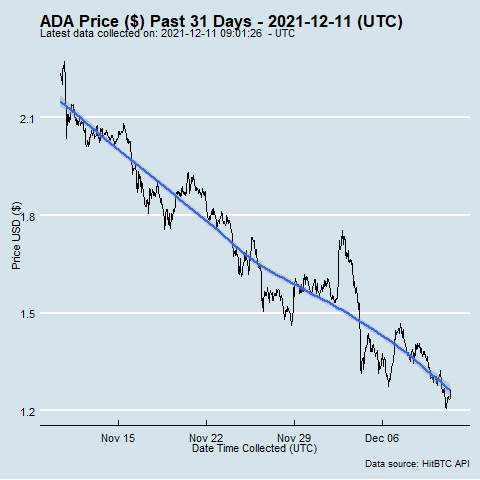 ADA Price ($) Past 31 Days - 2021-12-11 (UTC)
Latest data collected on: 2021-12-11 09:01:26 - UTC
2.1
1.8
1.5
1.2
Price USD ($)
Nov 15
Nov 22
Nov 29
Dec 06
Date Time Collected (UTC)
Data source: HitBTC API